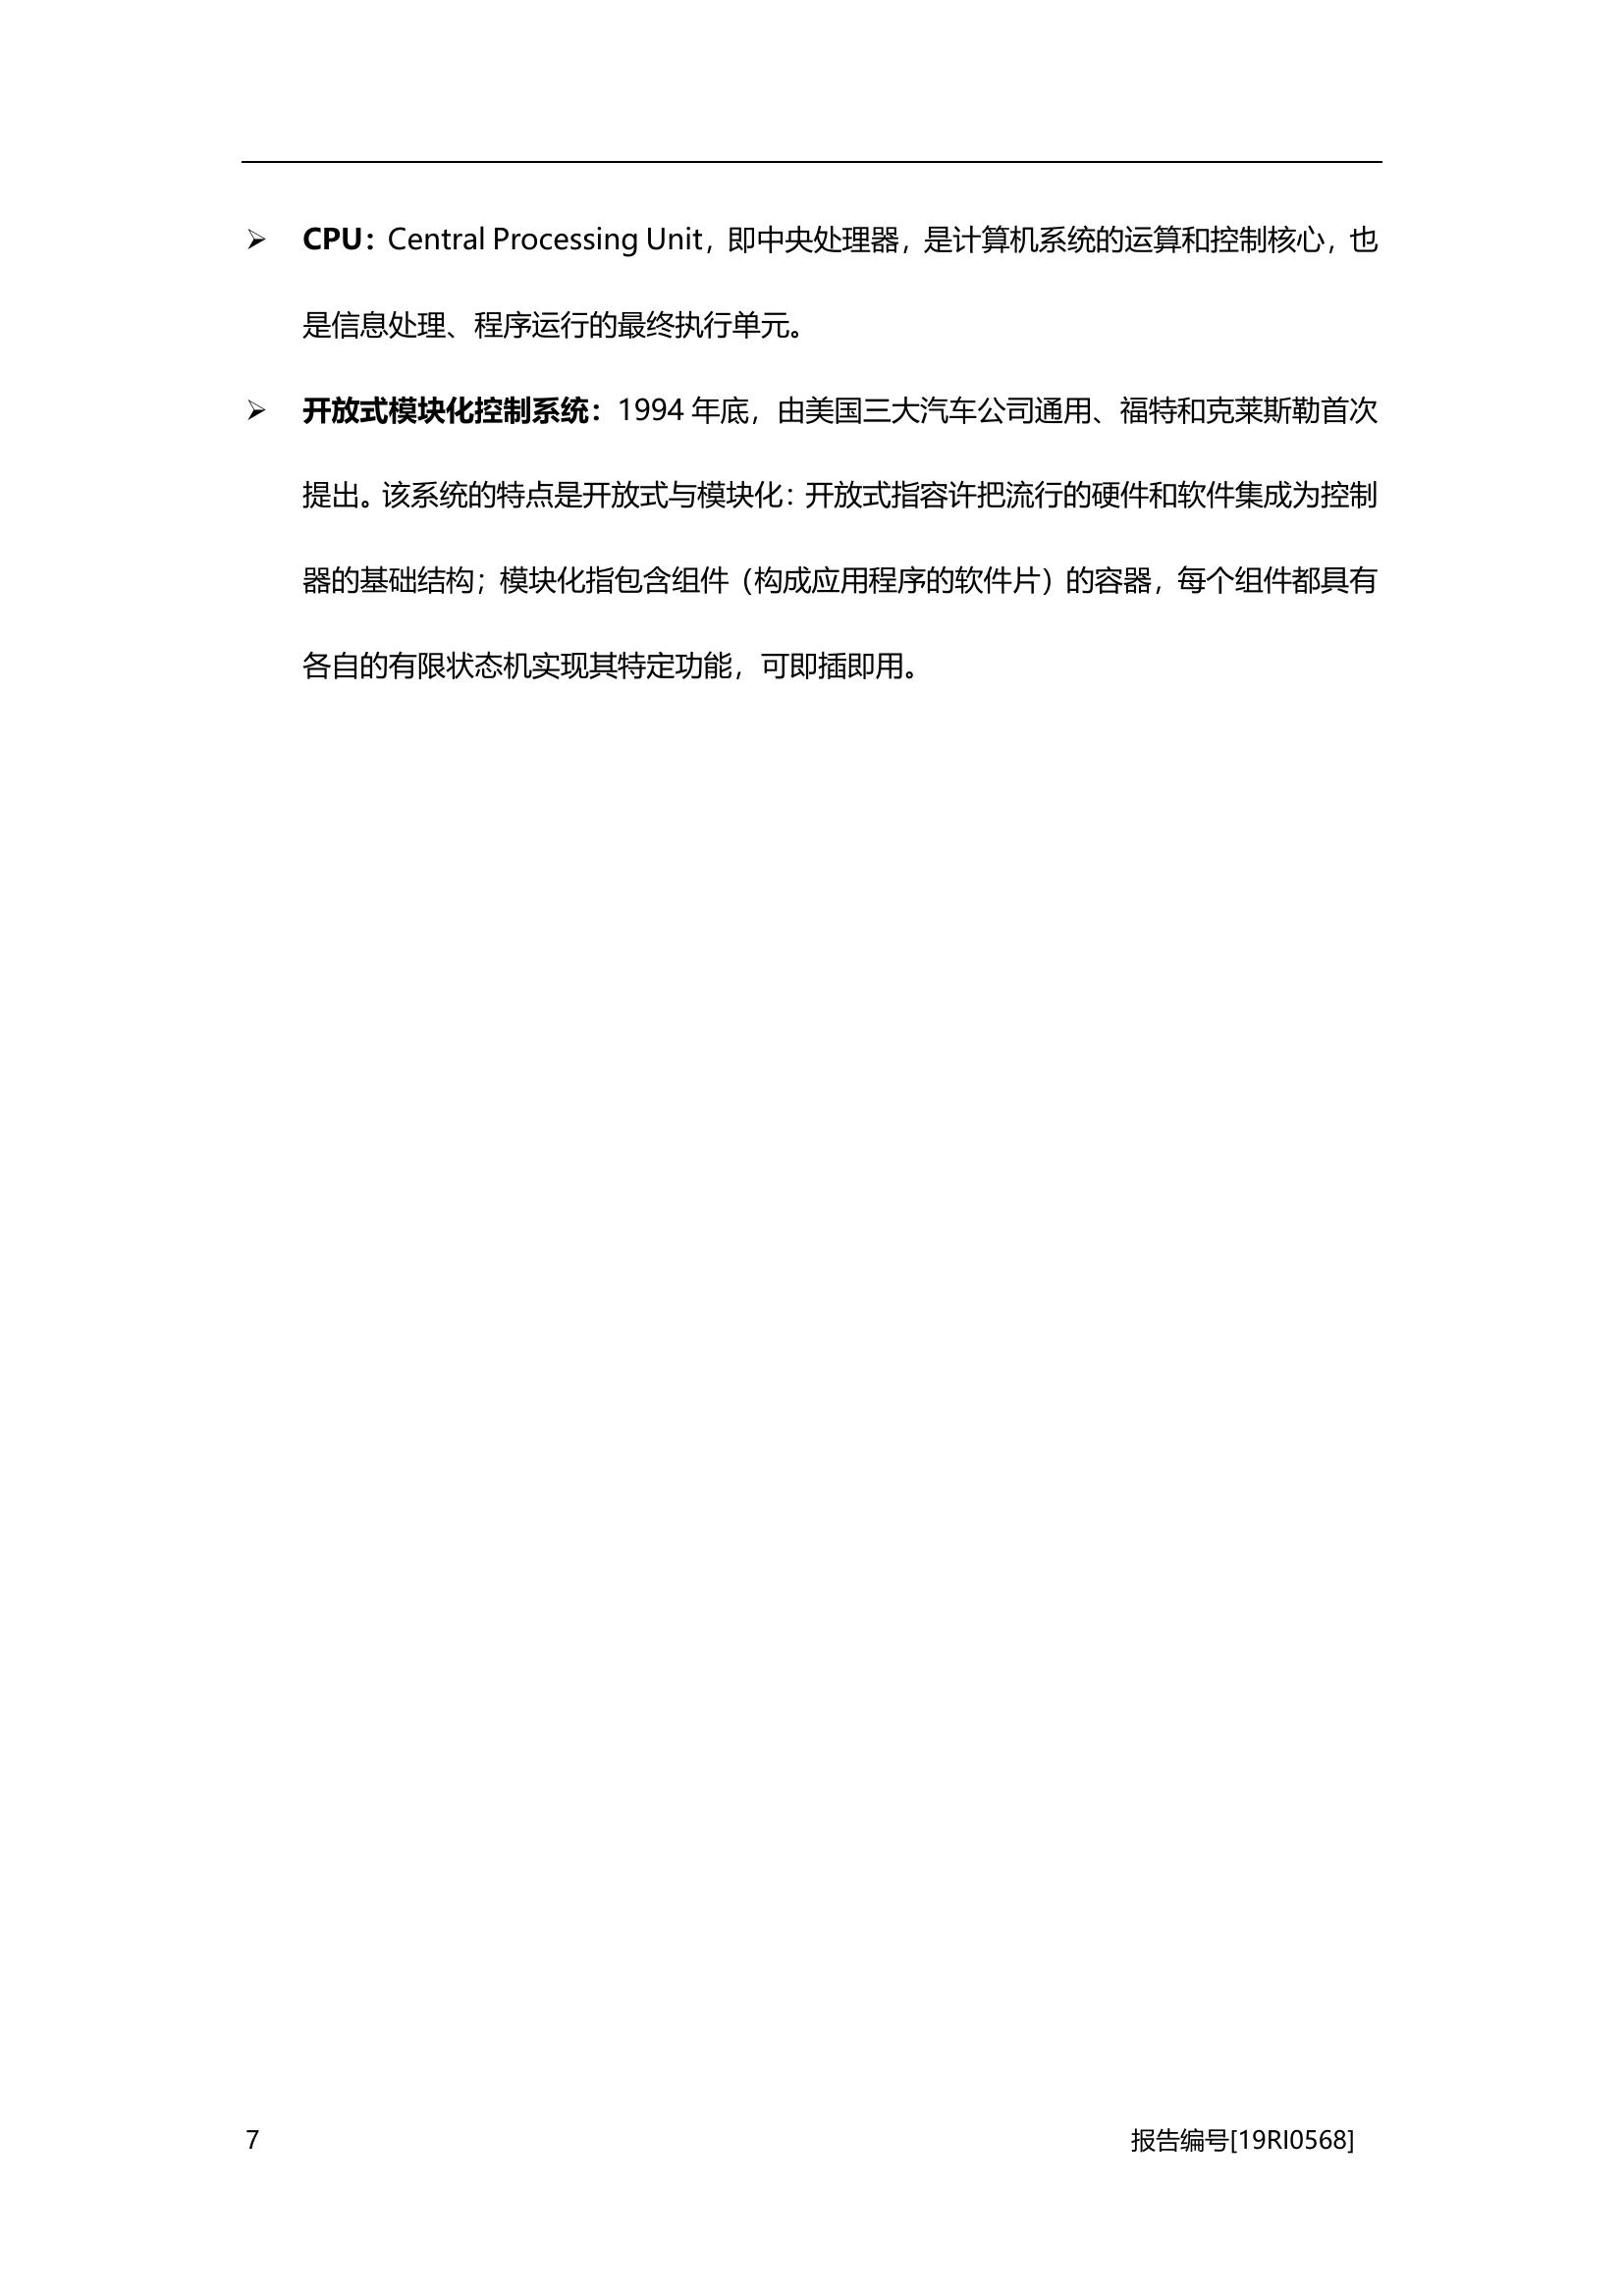 ➢ CPU：Central Processing Unit，即中央处理器，是计算机系统的运算和控制核心，也
是信息处理、程序运行的最终执行单元。
➢ 开放式模块化控制系统：1994 年底，由美国三大汽车公司通用、福特和克莱斯勒首次
提出。该系统的特点是开放式与模块化：开放式指容许把流行的硬件和软件集成为控制
器的基础结构；模块化指包含组件（构成应用程序的软件片）的容器，每个组件都具有
各自的有限状态机实现其特定功能，可即插即用。
7 报告编号[19RI0568]